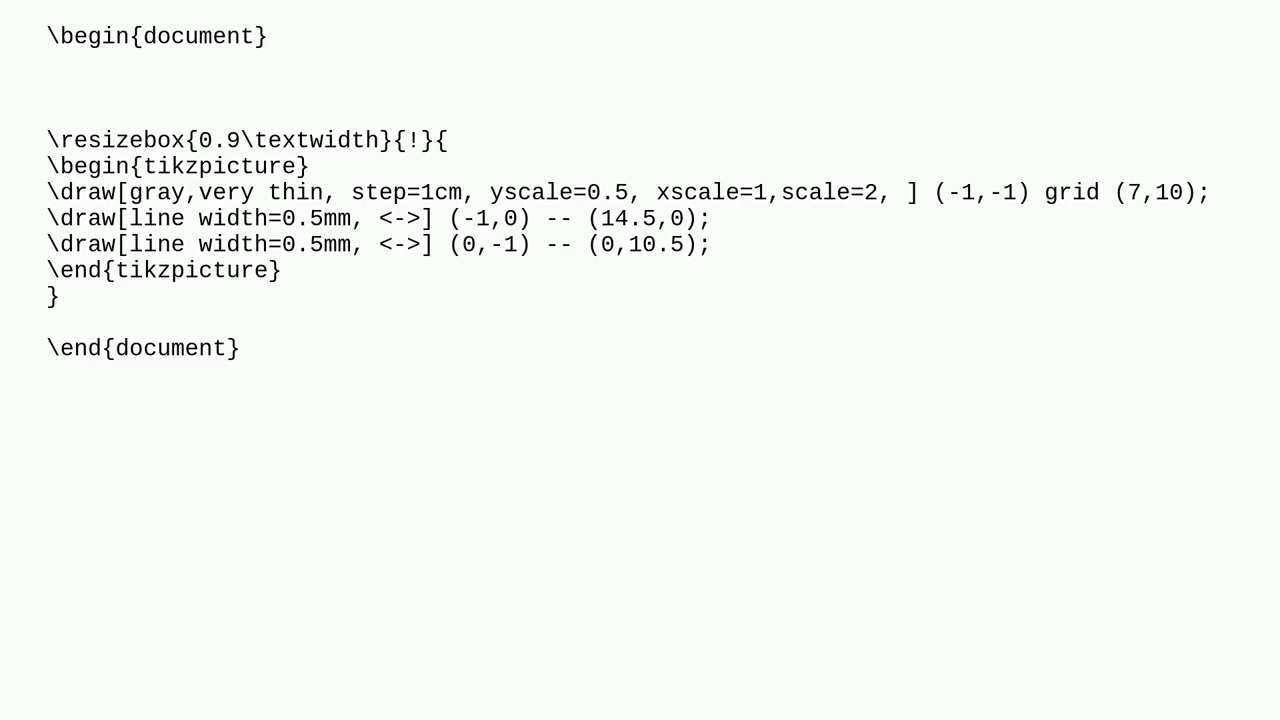 \begin{document}
\resizebox{0.9\textwidth}{!}{
\begin{tikzpicture}
\draw[gray,very thin, step=1cm, yscale=0.5, xscale=1,scale=2, ] (-1,-1) grid (7,10);
\draw[line width=0.5mm, <->] (-1,0) -- (14.5,0);
\draw[line width=0.5mm, <->] (0,-1) -- (0,10.5);
\end{tikzpicture}
}
\end{document}